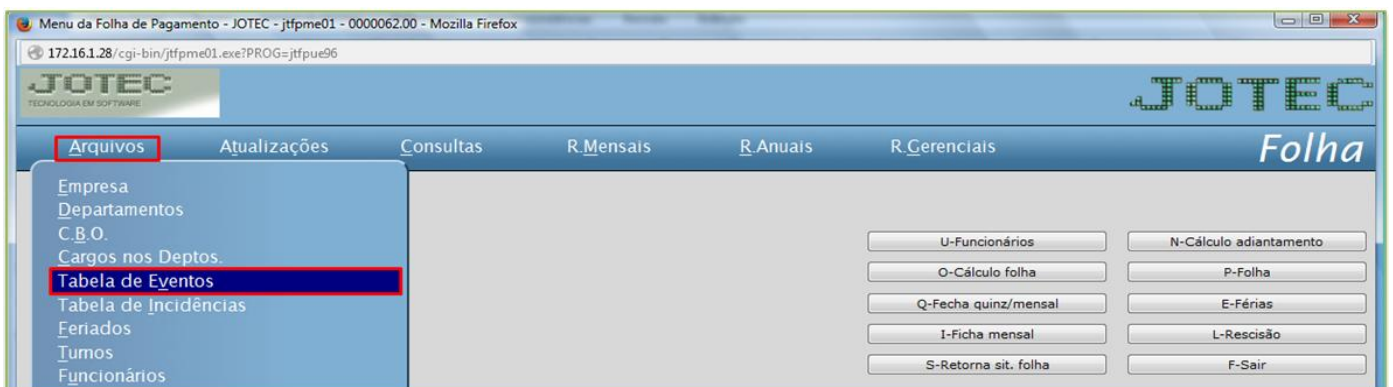 Menu da Folha de Pagamento - JOTEC - jtfpme01 - 0000062.00 - Mozilla Firefox
172.16.1.28/cgi-bin/jtfpme01.exe?PROG=jtfpue96
JOTEC
TECNOLOGIA EM SOFTWARE
JOTEC
Arquivos Atualizações Consultas R.Mensais R.Anuais R.Gerenciais Folha
Empresa
Departamentos
C.B.O.
Cargos nos Deptos.
Tabela de Eventos
Tabela de Incidências
Feriados
Turnos
Funcionários
U-Funcionários N-Cálculo adiantamento
O-Cálculo folha P-Folha
Q-Fecha quinz/mensal E-Férias
I-Ficha mensal L-Rescisão
S-Retorna sit. folha F-Sair